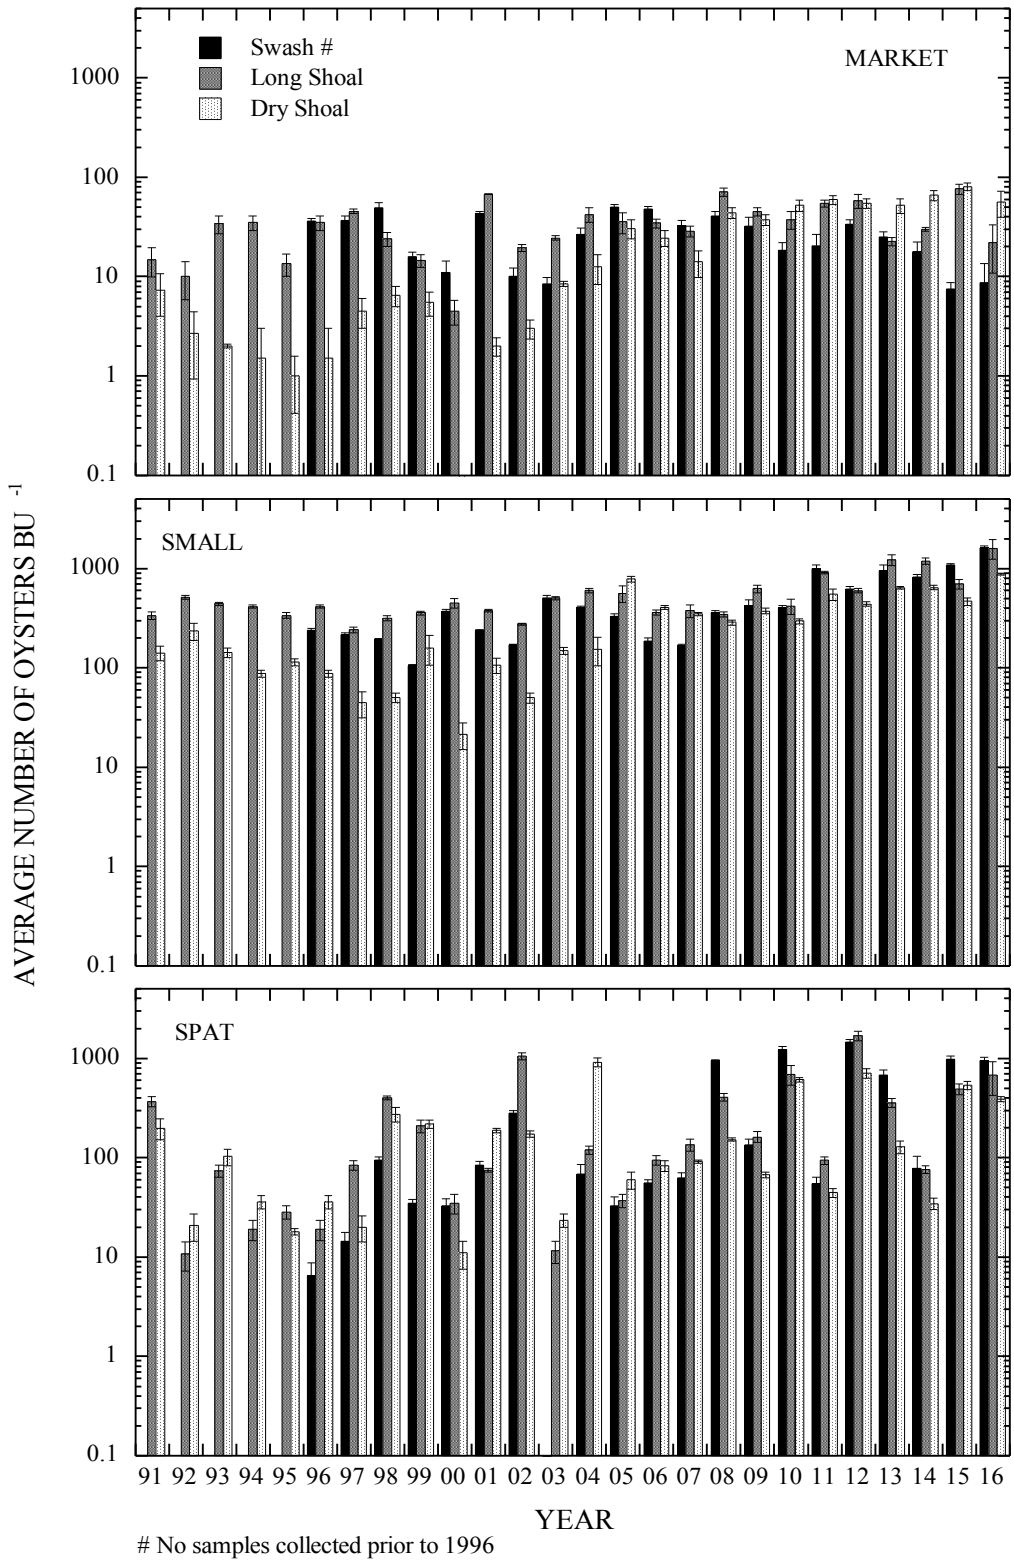 Swash #
Long Shoal
Dry Shoal
MARKET
1000
100
10
1
0.1
SMALL
1000
100
10
1
0.1
SPAT
1000
100
10
1
0.1
AVERAGE NUMBER OF OYSTERS BU -1
91 92 93 94 95 96 97 98 99 00 01 02 03 04 05 06 07 08 09 10 11 12 13 14 15 16
YEAR
# No samples collected prior to 1996